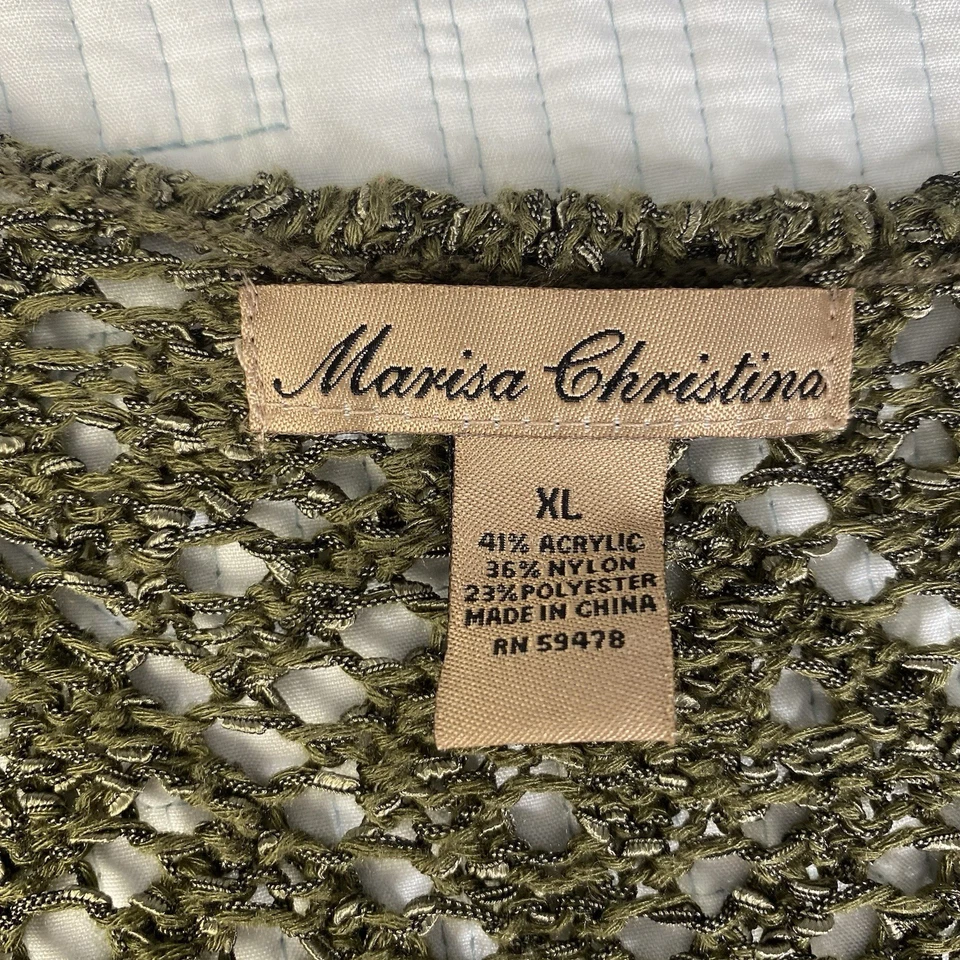 Marisa Christina
XL
41% ACRYLIC
36% NYLON
23% POLYESTER
MADE IN CHINA
RN 59478